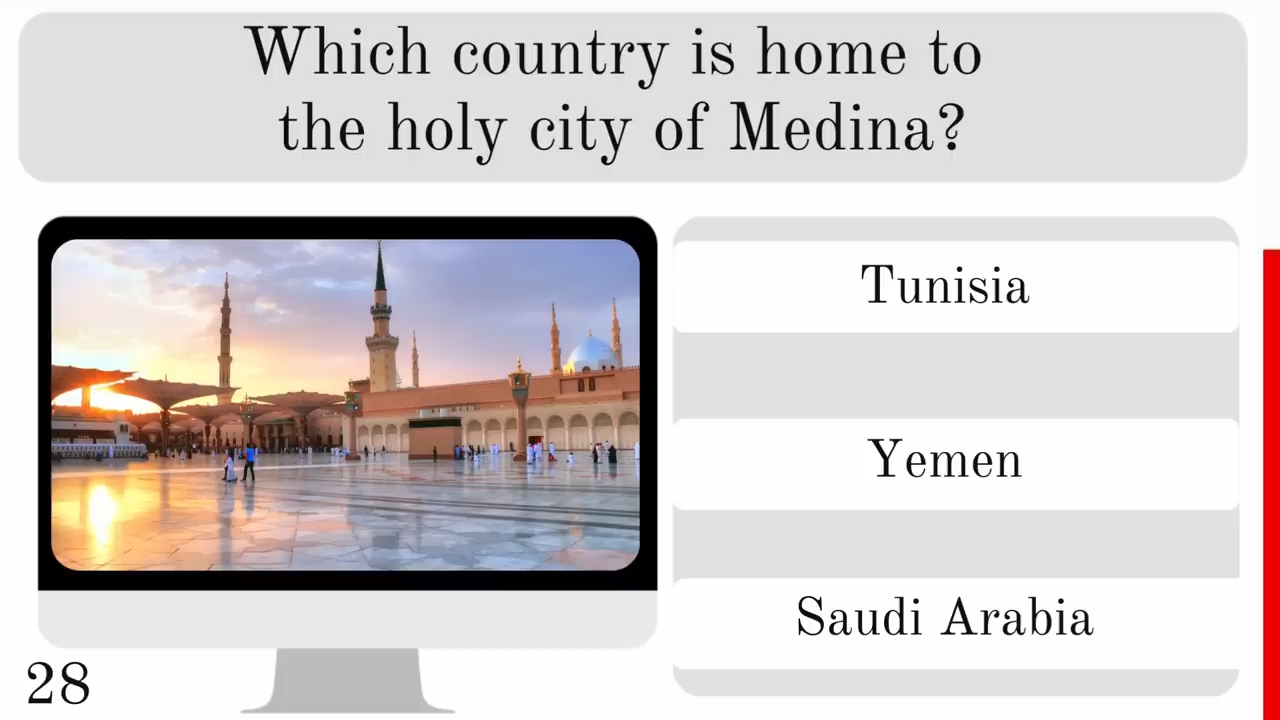 Which country is home to
the holy city of Medina?
Tunisia
Yemen
Saudi Arabia
28